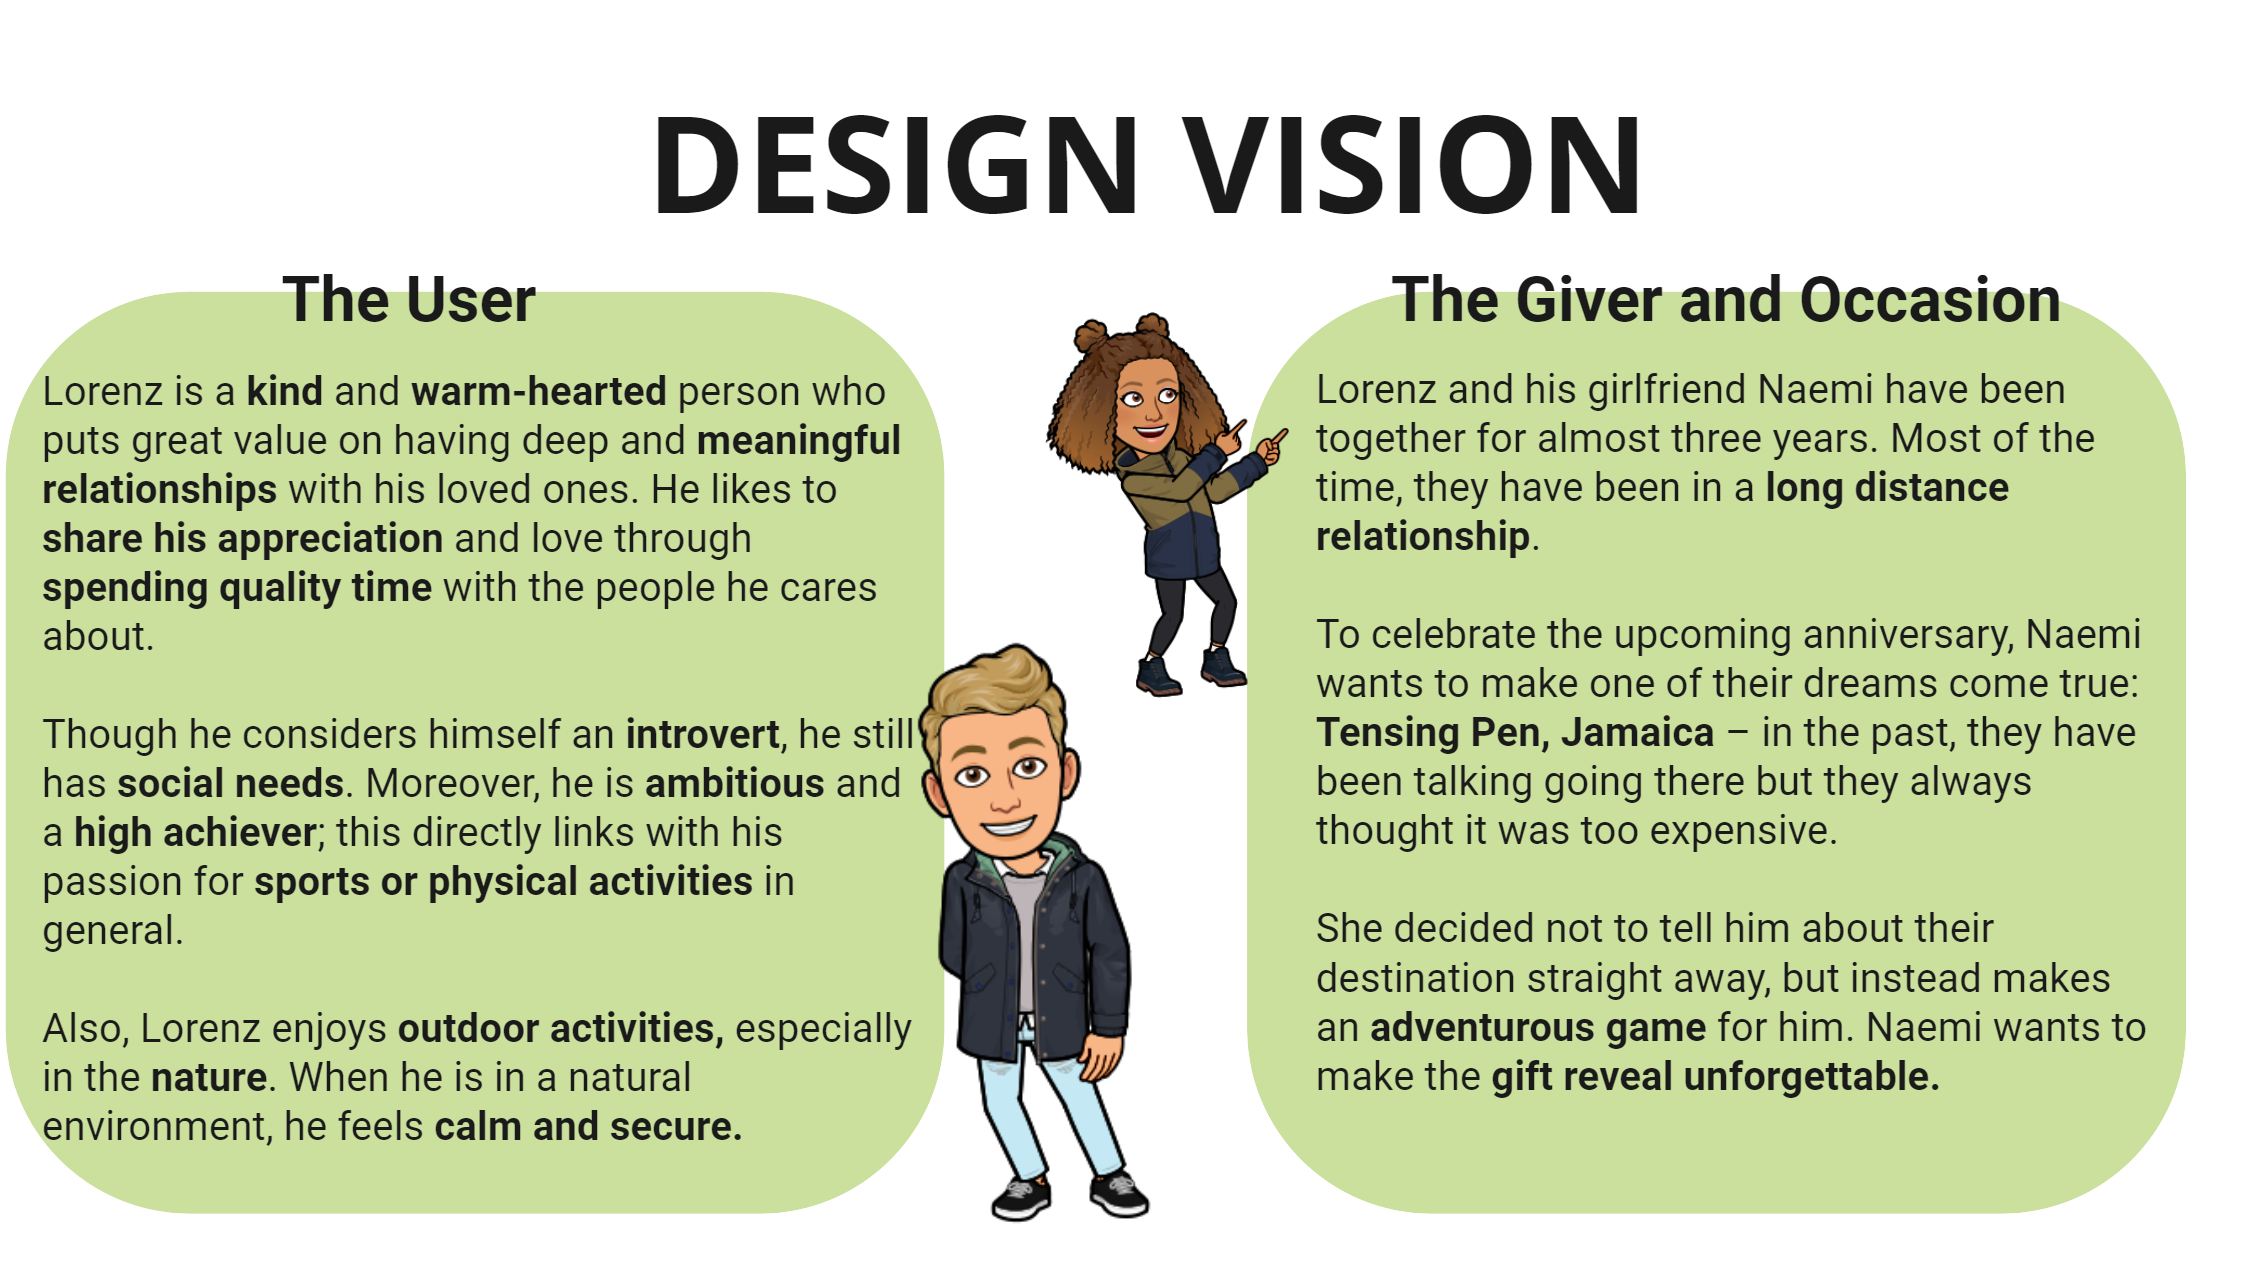 DESIGN VISION
The User
Lorenz is a kind and warm-hearted person who
puts great value on having deep and meaningful
relationships with his loved ones. He likes to
share his appreciation and love through
spending quality time with the people he cares
about.
Though he considers himself an introvert, he still
has social needs. Moreover, he is ambitious and
a high achiever; this directly links with his
passion for sports or physical activities in
general.
Also, Lorenz enjoys outdoor activities, especially
in the nature. When he is in a natural
environment, he feels calm and secure.
The Giver and Occasion
Lorenz and his girlfriend Naemi have been
together for almost three years. Most of the
time, they have been in a long distance
relationship.
To celebrate the upcoming anniversary, Naemi
wants to make one of their dreams come true:
Tensing Pen, Jamaica – in the past, they have
been talking going there but they always
thought it was too expensive.
She decided not to tell him about their
destination straight away, but instead makes
an adventurous game for him. Naemi wants to
make the gift reveal unforgettable.